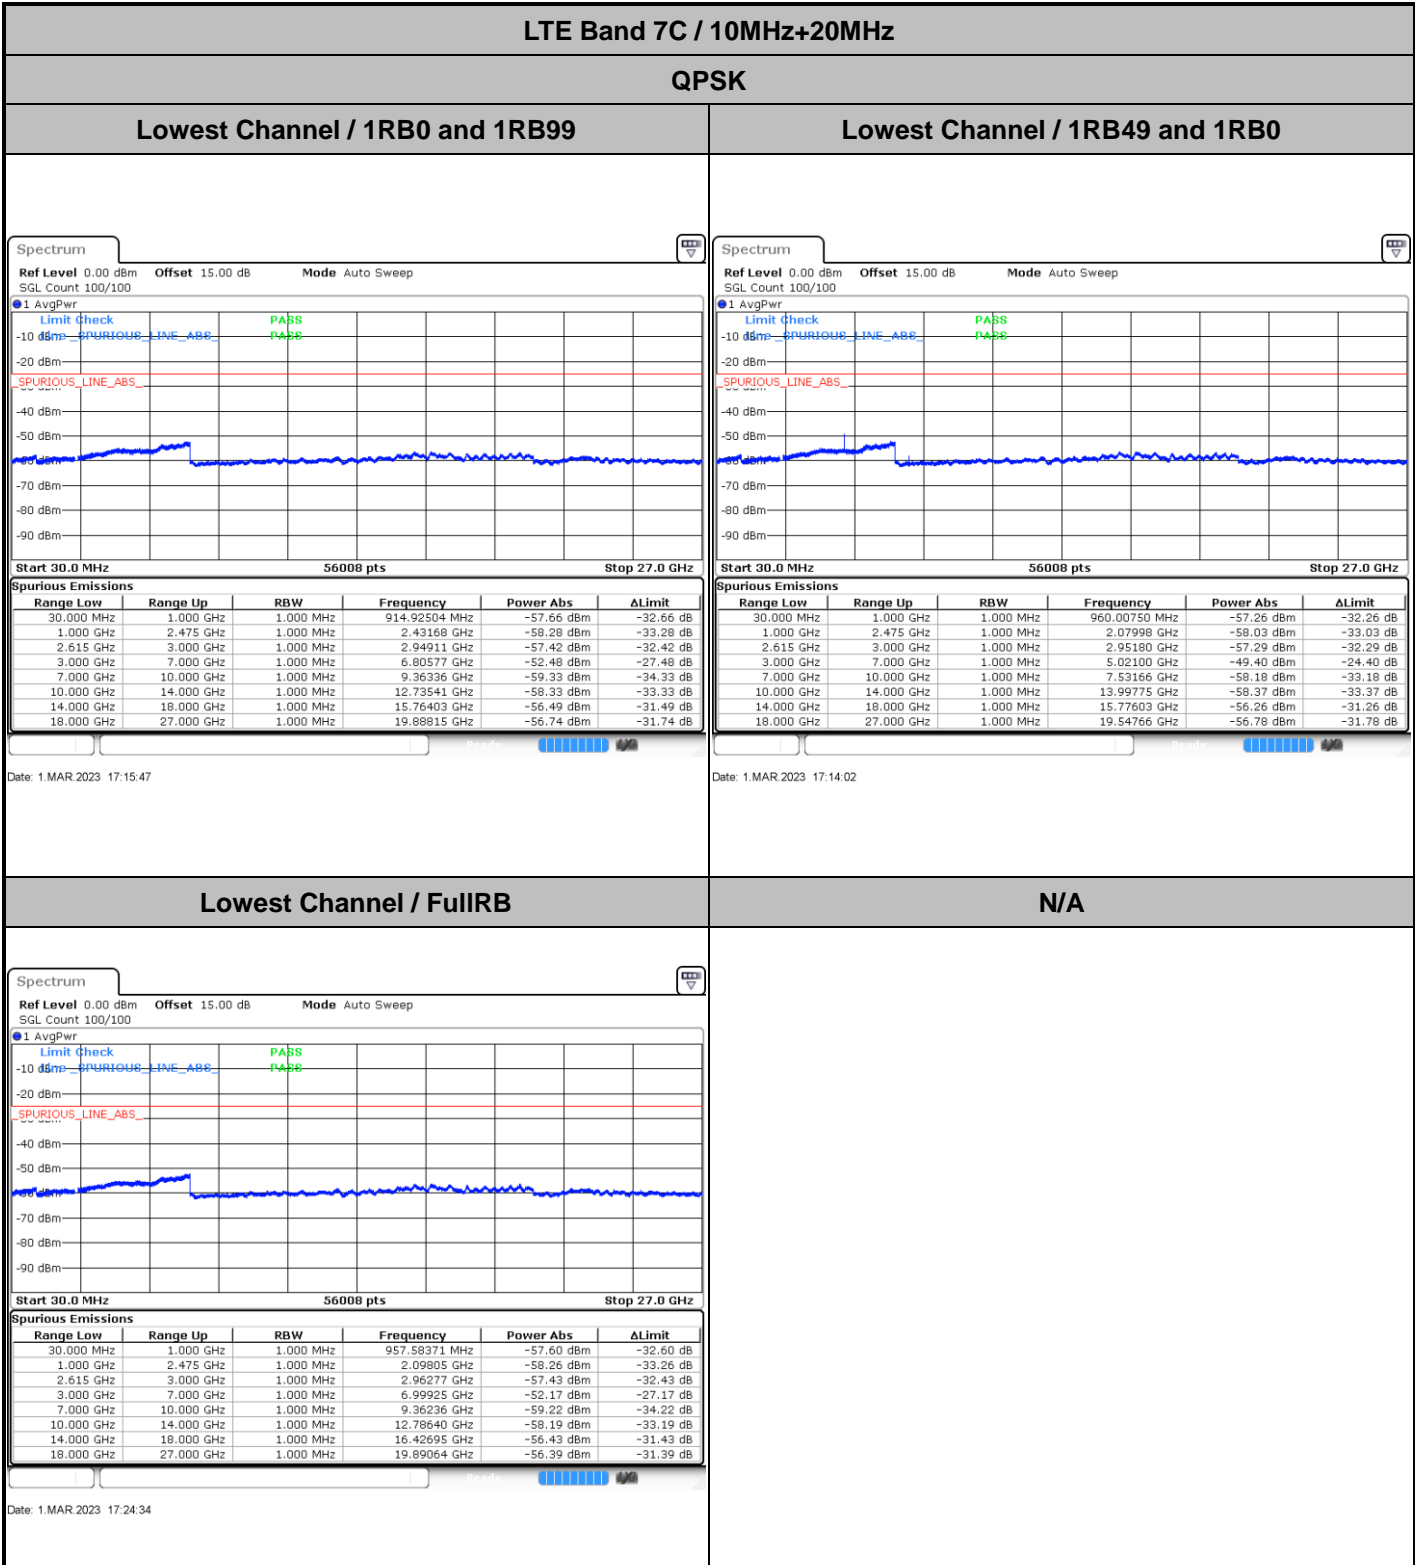 LTE Band 7C / 10MHz+20MHz
QPSK
Lowest Channel / 1RB0 and 1RB99
Lowest Channel / 1RB49 and 1RB0
Spectrum
Ref Level 0.00 dBm Offset 15.00 dB Mode Auto Sweep
SGL Count 100/100
1 AvgPwr
Limit Check PASS
Line _SPURIOUS_LINE_ABS_ PASS
-10 dBm
-20 dBm
_SPURIOUS_LINE_ABS_
-40 dBm
-50 dBm
-60 dBm
-70 dBm
-80 dBm
-90 dBm
Start 30.0 MHz 56008 pts Stop 27.0 GHz
Spurious Emissions
Range Low Range Up RBW Frequency Power Abs ΔLimit
30.000 MHz 1.000 GHz 1.000 MHz 914.92504 MHz -57.66 dBm -32.66 dB
1.000 GHz 2.475 GHz 1.000 MHz 2.43168 GHz -58.28 dBm -33.28 dB
2.615 GHz 3.000 GHz 1.000 MHz 2.94911 GHz -57.42 dBm -32.42 dB
3.000 GHz 7.000 GHz 1.000 MHz 6.80577 GHz -52.48 dBm -27.48 dB
7.000 GHz 10.000 GHz 1.000 MHz 9.36336 GHz -59.33 dBm -34.33 dB
10.000 GHz 14.000 GHz 1.000 MHz 12.73541 GHz -58.33 dBm -33.33 dB
14.000 GHz 18.000 GHz 1.000 MHz 15.76403 GHz -56.49 dBm -31.49 dB
18.000 GHz 27.000 GHz 1.000 MHz 19.88815 GHz -56.74 dBm -31.74 dB
Ready
Date: 1.MAR.2023 17:15:47
Spectrum
Ref Level 0.00 dBm Offset 15.00 dB Mode Auto Sweep
SGL Count 100/100
1 AvgPwr
Limit Check PASS
Line _SPURIOUS_LINE_ABS_ PASS
-10 dBm
-20 dBm
_SPURIOUS_LINE_ABS_
-40 dBm
-50 dBm
-60 dBm
-70 dBm
-80 dBm
-90 dBm
Start 30.0 MHz 56008 pts Stop 27.0 GHz
Spurious Emissions
Range Low Range Up RBW Frequency Power Abs ΔLimit
30.000 MHz 1.000 GHz 1.000 MHz 960.00750 MHz -57.26 dBm -32.26 dB
1.000 GHz 2.475 GHz 1.000 MHz 2.07998 GHz -58.03 dBm -33.03 dB
2.615 GHz 3.000 GHz 1.000 MHz 2.95180 GHz -57.29 dBm -32.29 dB
3.000 GHz 7.000 GHz 1.000 MHz 5.02100 GHz -49.40 dBm -24.40 dB
7.000 GHz 10.000 GHz 1.000 MHz 7.53166 GHz -58.18 dBm -33.18 dB
10.000 GHz 14.000 GHz 1.000 MHz 13.99775 GHz -58.37 dBm -33.37 dB
14.000 GHz 18.000 GHz 1.000 MHz 15.77603 GHz -56.26 dBm -31.26 dB
18.000 GHz 27.000 GHz 1.000 MHz 19.54766 GHz -56.78 dBm -31.78 dB
Ready
Date: 1.MAR.2023 17:14:02
Lowest Channel / FullRB
N/A
Spectrum
Ref Level 0.00 dBm Offset 15.00 dB Mode Auto Sweep
SGL Count 100/100
1 AvgPwr
Limit Check PASS
Line _SPURIOUS_LINE_ABS_ PASS
-10 dBm
-20 dBm
_SPURIOUS_LINE_ABS_
-40 dBm
-50 dBm
-60 dBm
-70 dBm
-80 dBm
-90 dBm
Start 30.0 MHz 56008 pts Stop 27.0 GHz
Spurious Emissions
Range Low Range Up RBW Frequency Power Abs ΔLimit
30.000 MHz 1.000 GHz 1.000 MHz 957.58371 MHz -57.60 dBm -32.60 dB
1.000 GHz 2.475 GHz 1.000 MHz 2.09805 GHz -58.26 dBm -33.26 dB
2.615 GHz 3.000 GHz 1.000 MHz 2.96277 GHz -57.43 dBm -32.43 dB
3.000 GHz 7.000 GHz 1.000 MHz 6.99925 GHz -52.17 dBm -27.17 dB
7.000 GHz 10.000 GHz 1.000 MHz 9.36236 GHz -59.22 dBm -34.22 dB
10.000 GHz 14.000 GHz 1.000 MHz 12.78640 GHz -58.19 dBm -33.19 dB
14.000 GHz 18.000 GHz 1.000 MHz 16.42695 GHz -56.43 dBm -31.43 dB
18.000 GHz 27.000 GHz 1.000 MHz 19.89064 GHz -56.39 dBm -31.39 dB
Ready
Date: 1.MAR.2023 17:24:34